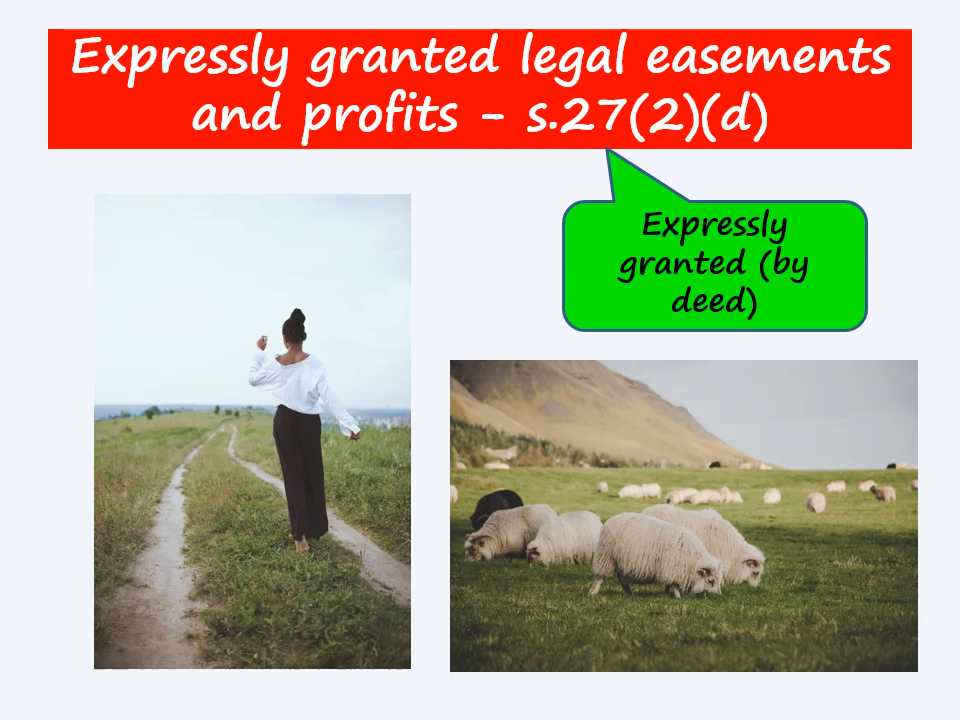 Expressly granted legal easements
and profits - s.27(2)(d)
Expressly
granted (by
deed)